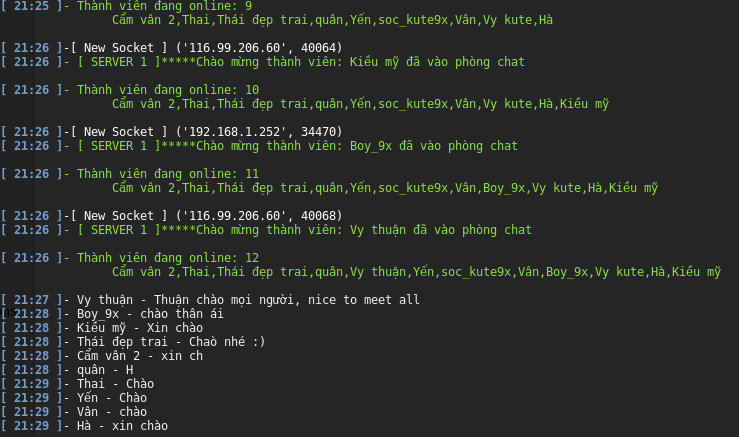 [ 21:25 ]- Thành viên đang online: 9
Cẩm vân 2,Thai,Thái đẹp trai,quân,Yến,soc_kute9x,Vân,Vy kute,Hà
[ 21:26 ]-[ New Socket ] ('116.99.206.60', 40064)
[ 21:26 ]- [ SERVER 1 ]*****Chào mừng thành viên: Kiều mỹ đã vào phòng chat
[ 21:26 ]- Thành viên đang online: 10
Cẩm vân 2,Thai,Thái đẹp trai,quân,Yến,soc_kute9x,Vân,Vy kute,Hà,Kiều mỹ
[ 21:26 ]-[ New Socket ] ('192.168.1.252', 34470)
[ 21:26 ]- [ SERVER 1 ]*****Chào mừng thành viên: Boy_9x đã vào phòng chat
[ 21:26 ]- Thành viên đang online: 11
Cẩm vân 2,Thai,Thái đẹp trai,quân,Yến,soc_kute9x,Vân,Boy_9x,Vy kute,Hà,Kiều mỹ
[ 21:26 ]-[ New Socket ] ('116.99.206.60', 40068)
[ 21:26 ]- [ SERVER 1 ]*****Chào mừng thành viên: Vy thuận đã vào phòng chat
[ 21:26 ]- Thành viên đang online: 12
Cẩm vân 2,Thai,Thái đẹp trai,quân,Vy thuận,Yến,soc_kute9x,Vân,Boy_9x,Vy kute,Hà,Kiều mỹ
[ 21:27 ]- Vy thuận - Thuận chào mọi người, nice to meet all
[ 21:28 ]- Boy_9x - chào thân ái
[ 21:28 ]- Kiều mỹ - Xin chào
[ 21:28 ]- Thái đẹp trai - Chaò nhé :)
[ 21:28 ]- Cẩm vân 2 - xin ch
[ 21:28 ]- quân - H
[ 21:29 ]- Thai - Chào
[ 21:29 ]- Yến - Chào
[ 21:29 ]- Vân - chào
[ 21:29 ]- Hà - xin chào